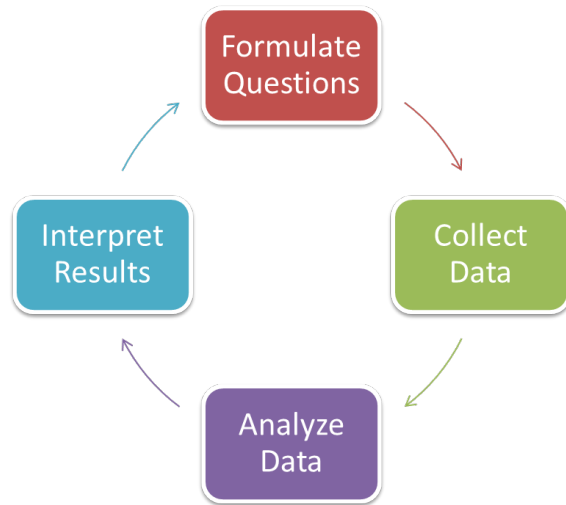 Formulate
Questions
Collect
Data
Analyze
Data
Interpret
Results